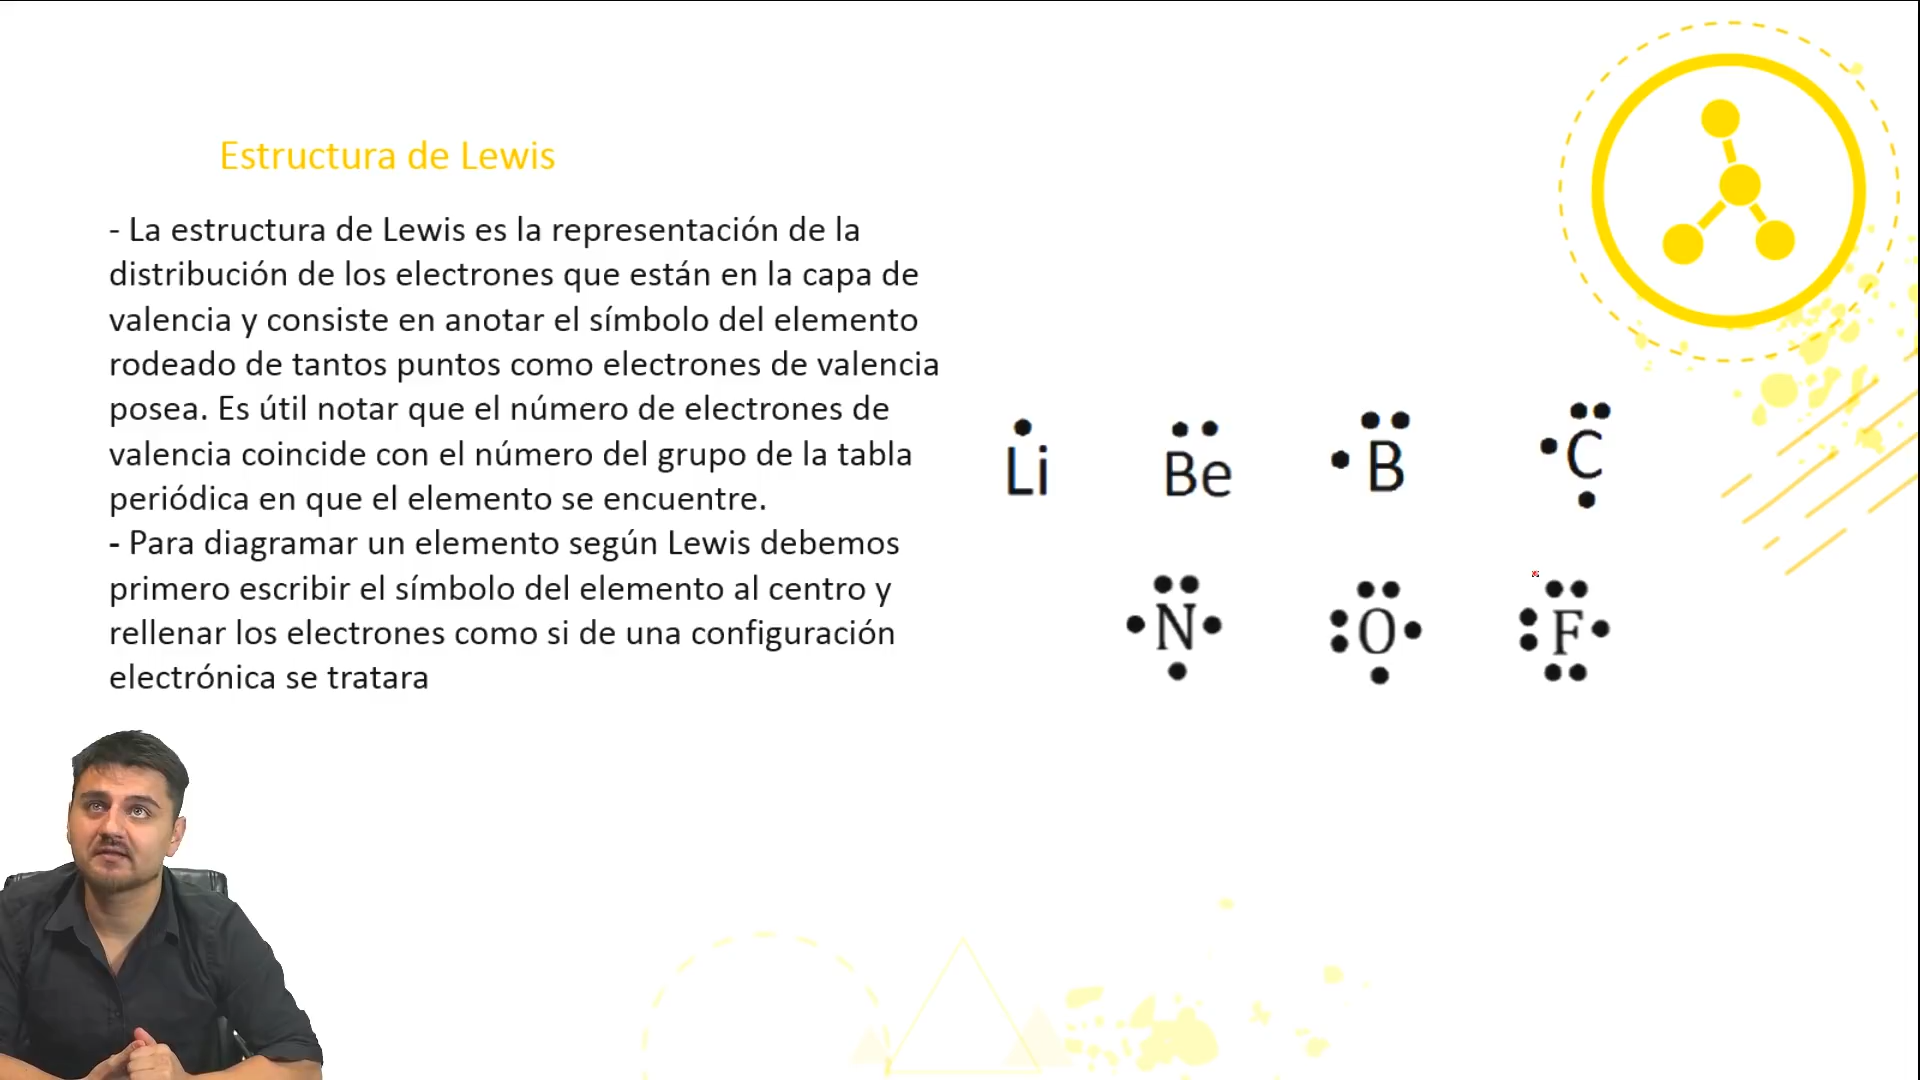 Estructura de Lewis
- La estructura de Lewis es la representación de la
distribución de los electrones que están en la capa de
valencia y consiste en anotar el símbolo del elemento
rodeado de tantos puntos como electrones de valencia
posea. Es útil notar que el número de electrones de
valencia coincide con el número del grupo de la tabla
periódica en que el elemento se encuentre.
- Para diagramar un elemento según Lewis debemos
primero escribir el símbolo del elemento al centro y
rellenar los electrones como si de una configuración
electrónica se tratara
Li Be B C
N O F